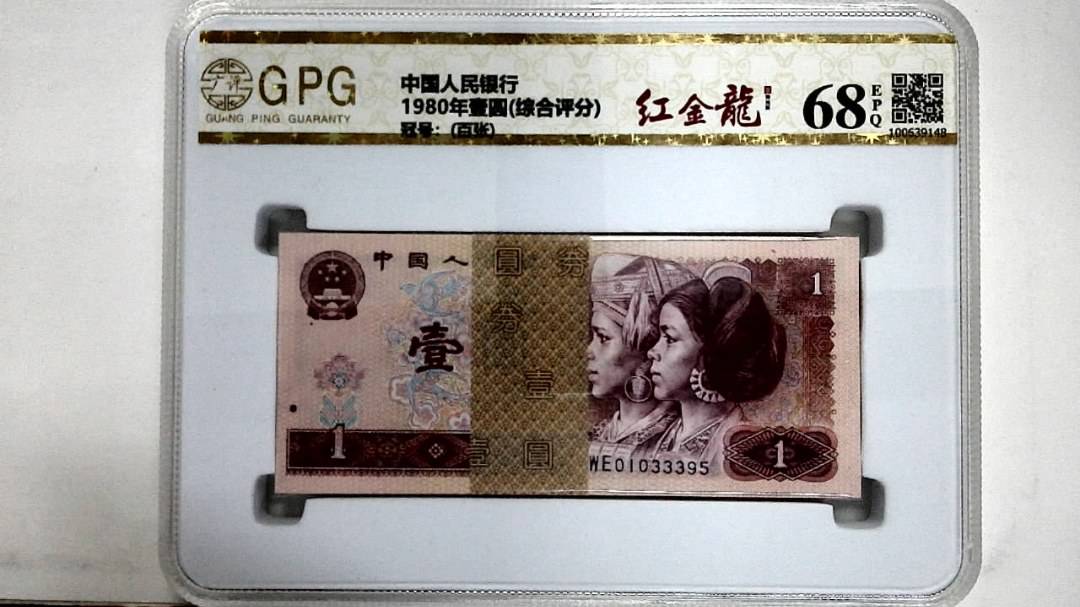 GPG
GUANG PING GUARANTY
中国人民银行
1980年壹圆(综合评分)
冠号：(百张)
红金龍
68
EPQ
100639148
中国人
圆 券
券
壹
壹 圆
壹
1
1
1
WE01033395